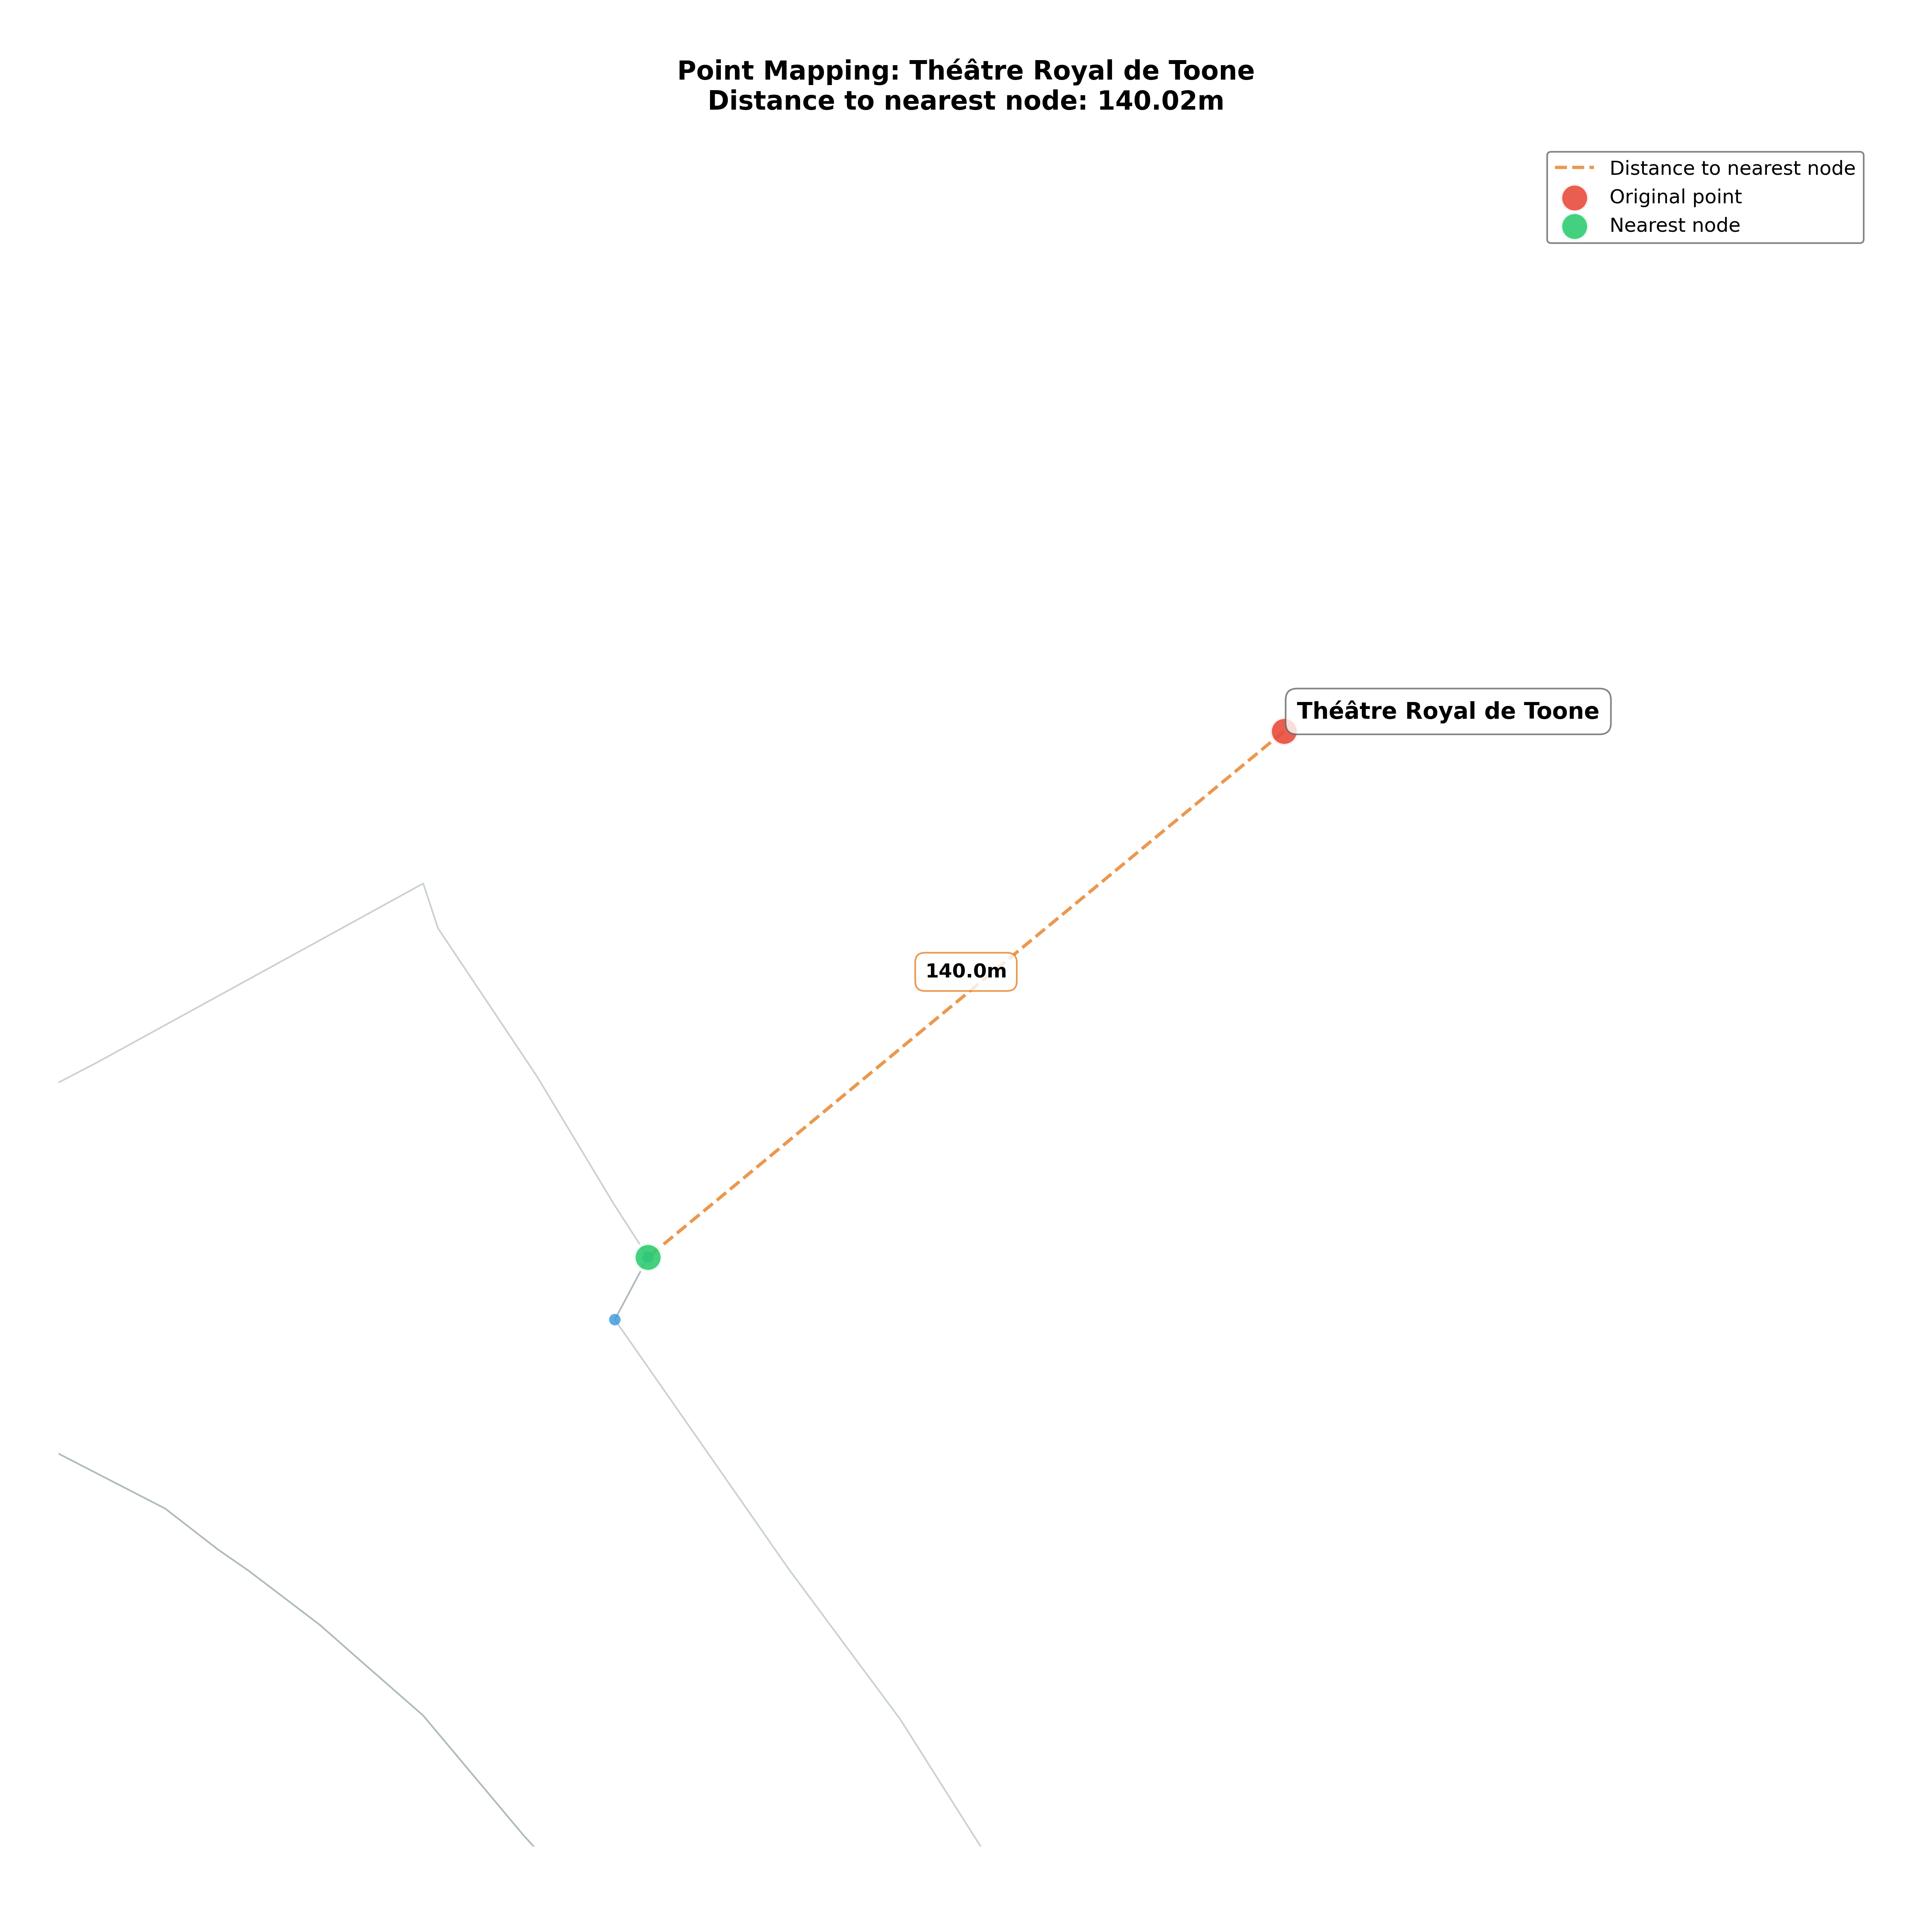 Point Mapping: Théâtre Royal de Toone
Distance to nearest node: 140.02m
Distance to nearest node
Original point
Nearest node
Théâtre Royal de Toone
140.0m